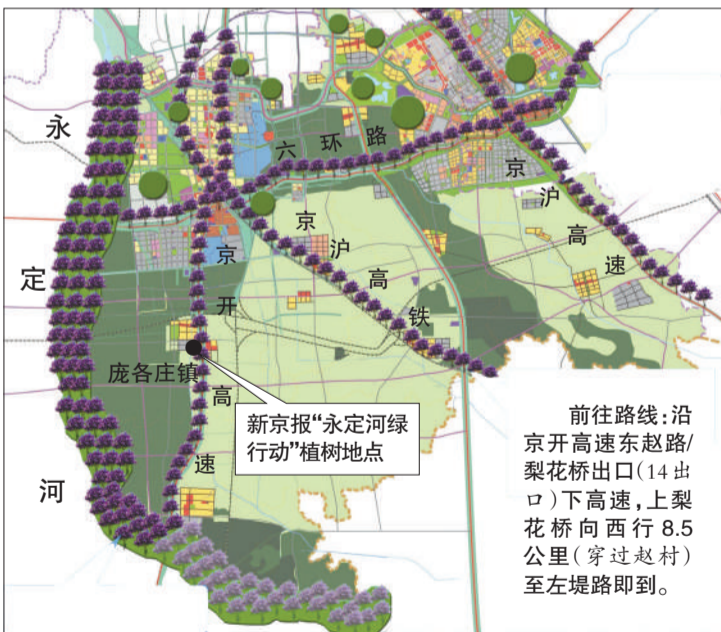 永定河
六环路
京沪高速
京沪高铁
京开高速
庞各庄镇
新京报“永定河绿
行动”植树地点
前往路线:沿
京开高速东赵路/
梨花桥出口(14出
口)下高速,上梨
花桥向西行8.5
公里(穿过赵村)
至左堤路即到。